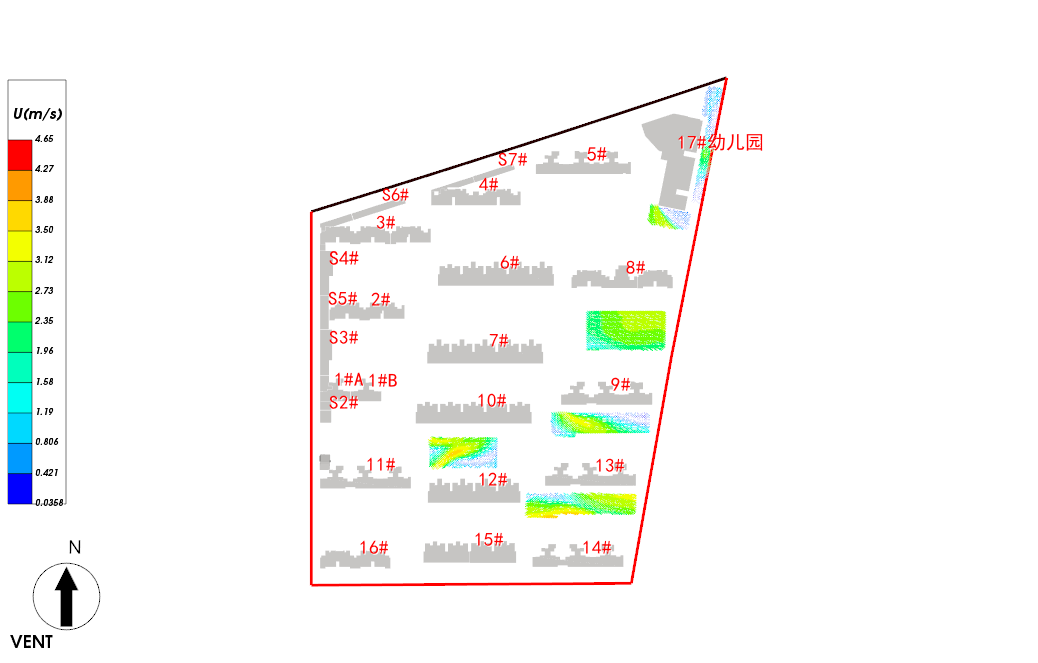 U(m/s)
4.65
4.27
3.88
3.50
3.12
2.73
2.35
1.96
1.58
1.19
0.806
0.421
0.0358
N
VENT
17#幼儿园
5#
S7#
4#
S6#
3#
S4#
6#
8#
S5# 2#
S3#
7#
1#A 1#B
9#
S2#
10#
11#
13#
12#
15#
16#
14#